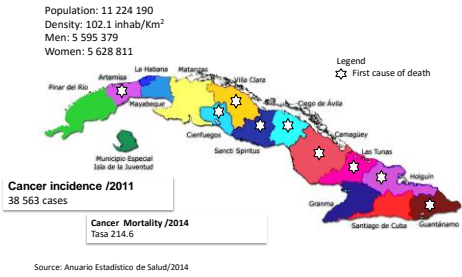 Population: 11 224 190
Density: 102.1 inhab/Km²
Men: 5 595 379
Women: 5 628 811
Legend
First cause of death
La Habana
Matanzas
Artemisa
Villa Clara
Pinar del Río
Mayabeque
Ciego de Ávila
Cienfuegos
Camagüey
Sancti Spiritus
Las Tunas
Municipio Especial
Isla de la Juventud
Holguín
Cancer incidence /2011
38 563 cases
Granma
Cancer Mortality /2014
Tasa 214.6
Santiago de Cuba
Guantánamo
Source: Anuario Estadístico de Salud/2014